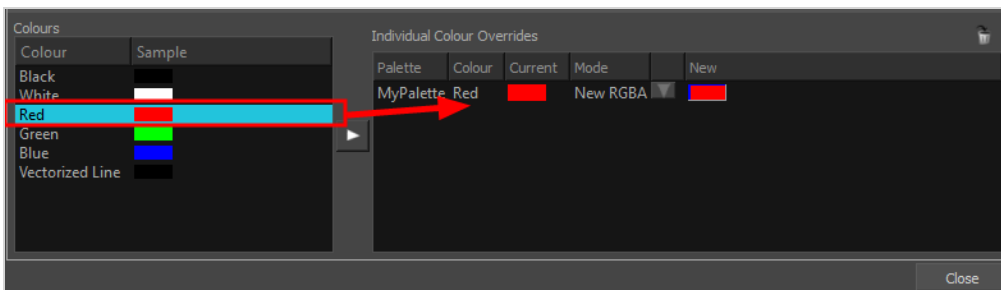 Colours
Colour Sample
Black
White
Red
Green
Blue
Vectorized Line
Individual Colour Overrides
Palette Colour Current Mode New
MyPalette Red New RGBA
Close